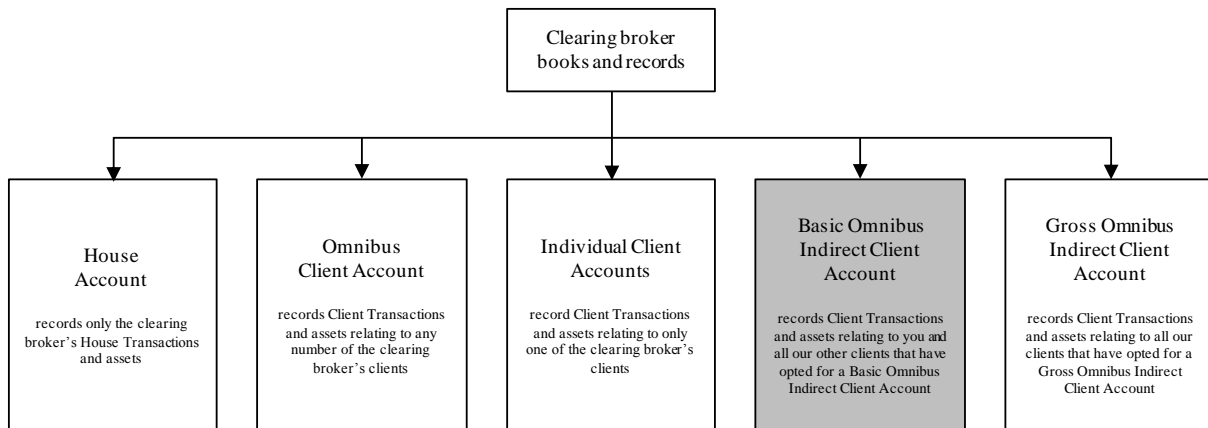 Clearing broker
books and records
House
Account
records only the clearing
broker's House Transactions
and assets
Omnibus
Client Account
records Client Transactions
and assets relating to any
number of the clearing
broker's clients
Individual Client
Accounts
record Client Transactions
and assets relating to only
one of the clearing broker's
clients
Basic Omnibus
Indirect Client
Account
records Client Transactions
and assets relating to you and
all our other clients that have
opted for a Basic Omnibus
Indirect Client Account
Gross Omnibus
Indirect Client
Account
records Client Transactions
and assets relating to all our
clients that have opted for a
Gross Omnibus Indirect
Client Account